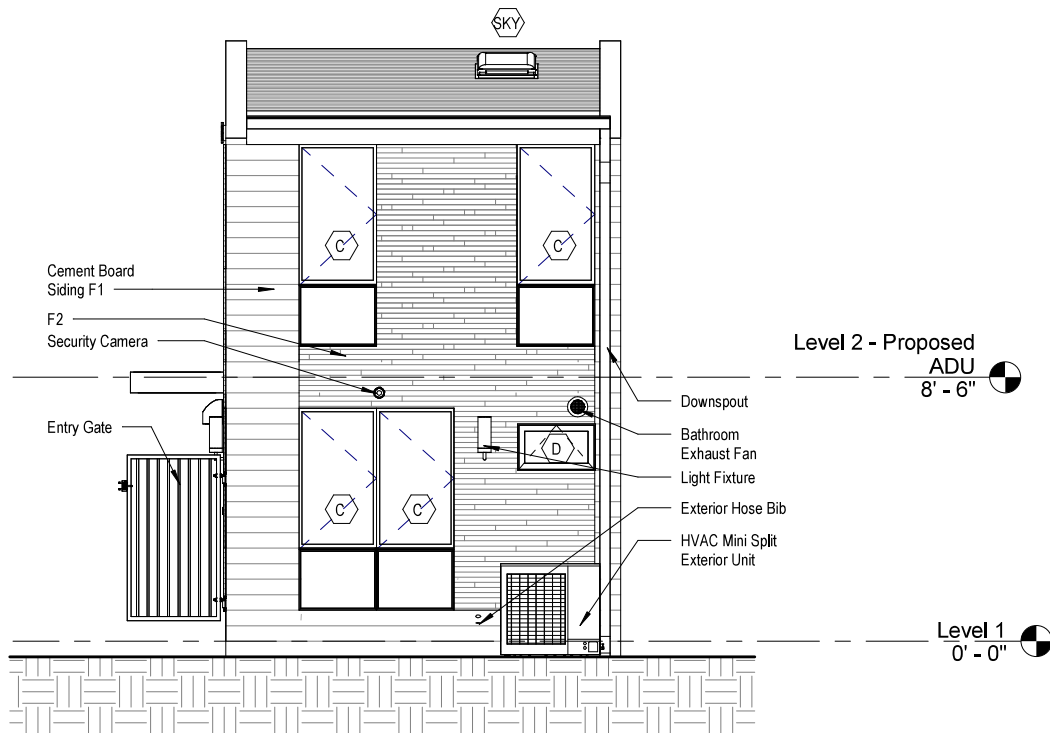 SKY
C
C
Cement Board
Siding F1
F2
Security Camera
Level 2 - Proposed
ADU
8' - 6"
Downspout
Entry Gate
Bathroom
Exhaust Fan
D
Light Fixture
C
C
Exterior Hose Bib
HVAC Mini Split
Exterior Unit
Level 1
0' - 0"